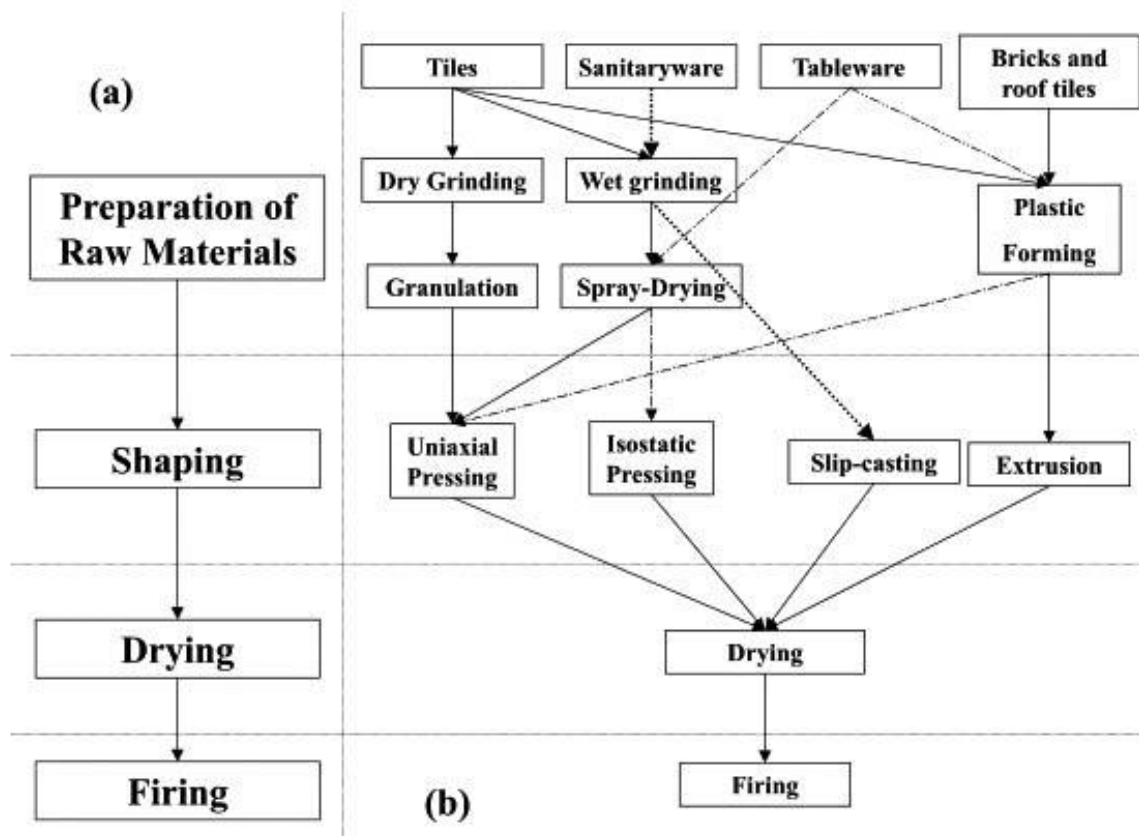 (a)
Preparation of
Raw Materials
Shaping
Drying
Firing
Tiles
Sanitaryware
Tableware
Bricks and
roof tiles
Dry Grinding
Wet grinding
Plastic
Forming
Granulation
Spray-Drying
Uniaxial
Pressing
Isostatic
Pressing
Slip-casting
Extrusion
Drying
Firing
(b)